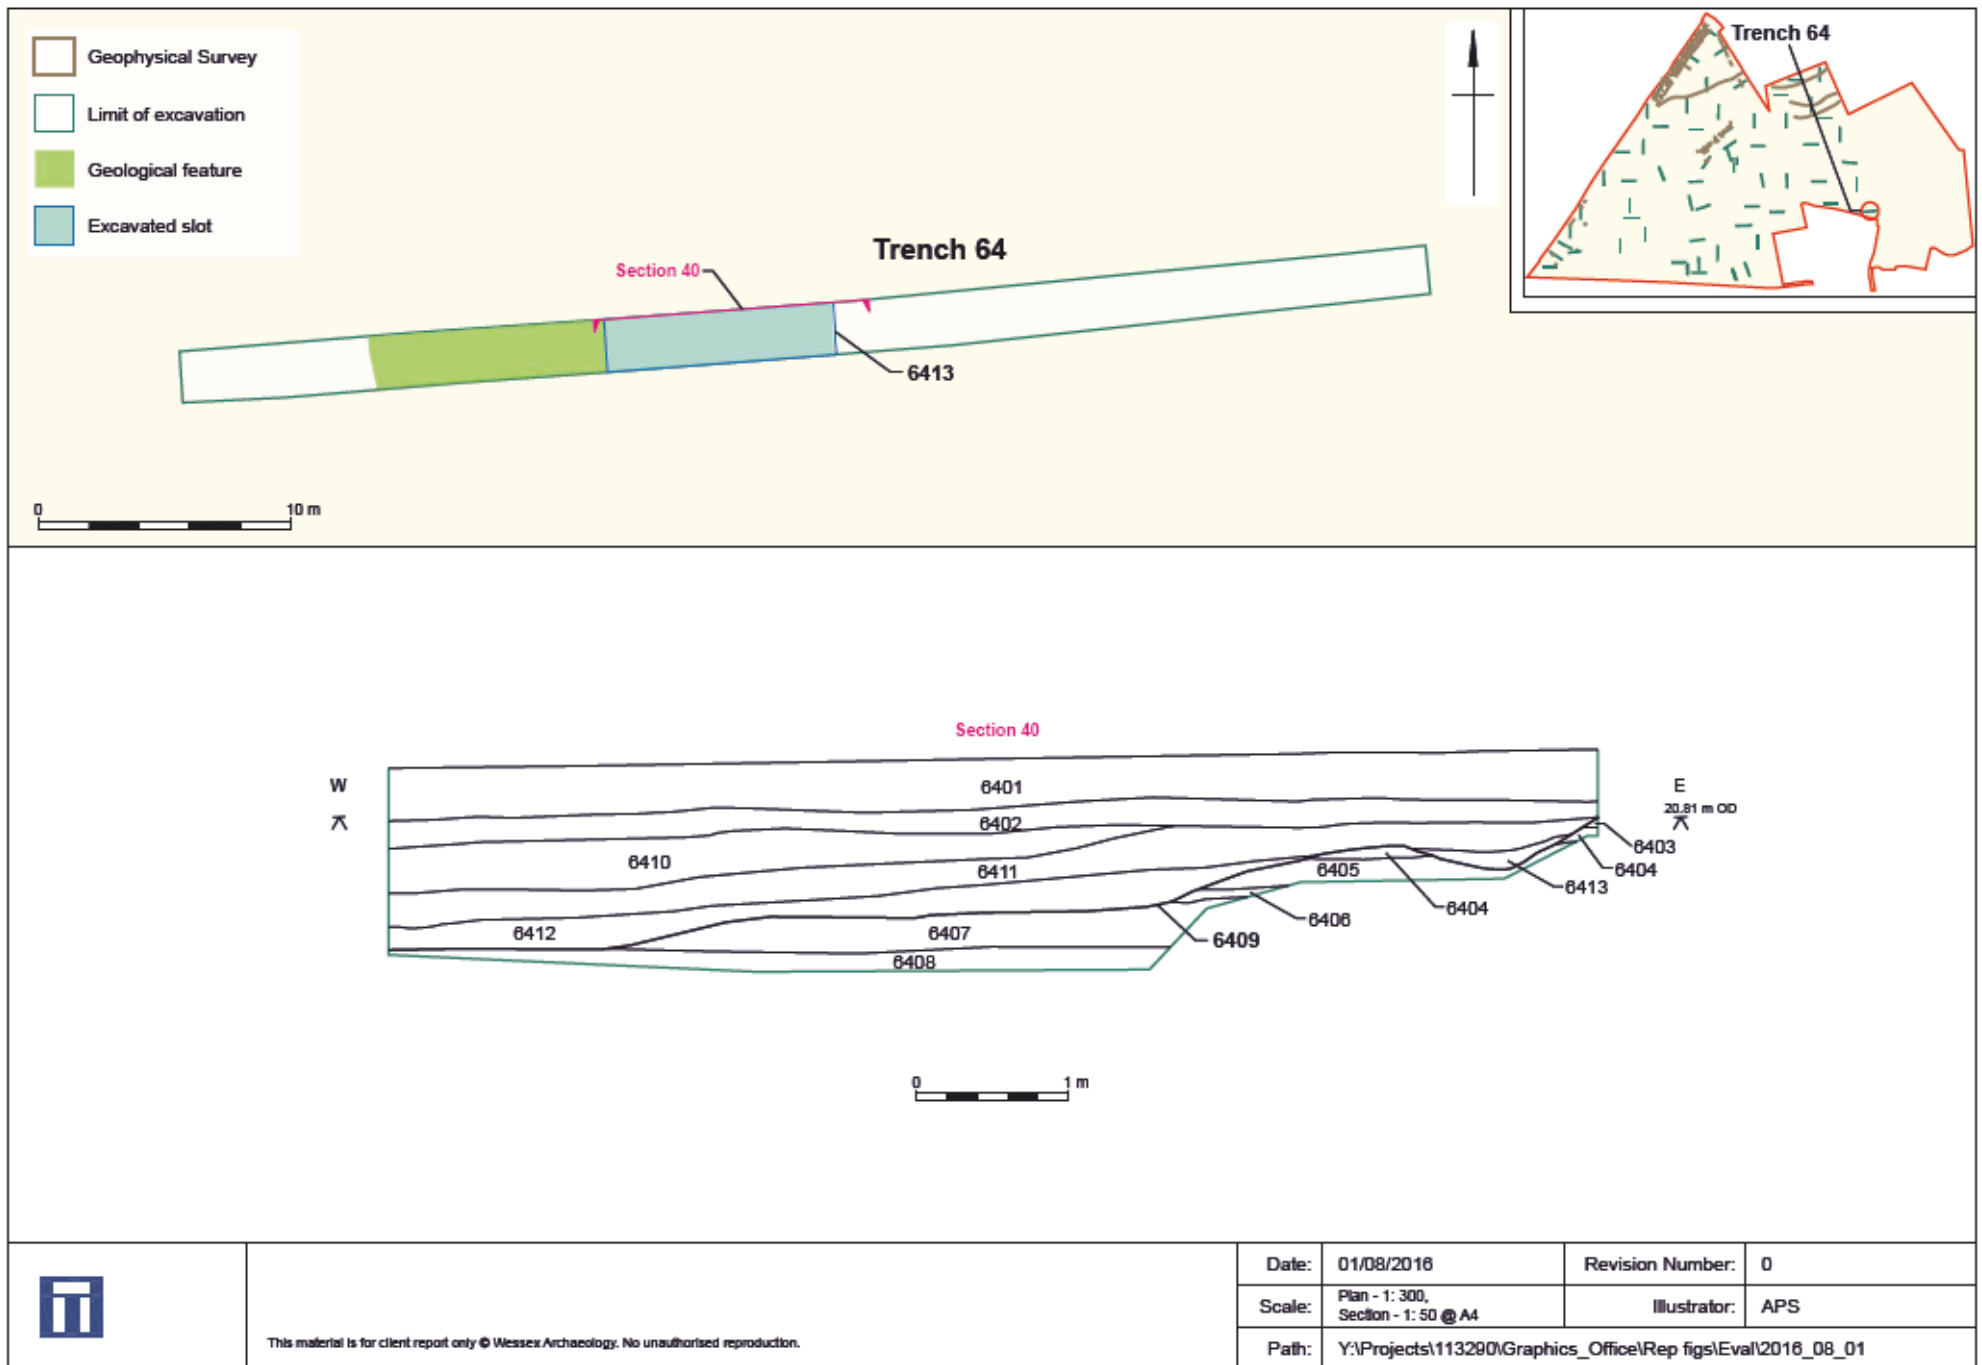 Geophysical Survey
Limit of excavation
Geological feature
Excavated slot
Trench 64
Trench 64
Section 40
6413
0 10 m
Section 40
W
E
20.81 m OD
6401
6402
6403
6410
6411
6405
6404
6413
6404
6406
6412
6407
6409
6408
0 1 m
Date: 01/08/2016 Revision Number: 0
Scale: Plan - 1: 300,
Section - 1: 50 @ A4 Illustrator: APS
This material is for client report only © Wessex Archaeology. No unauthorised reproduction.
Path: Y:\Projects\113290\Graphics_Office\Rep figs\Eval\2016_08_01